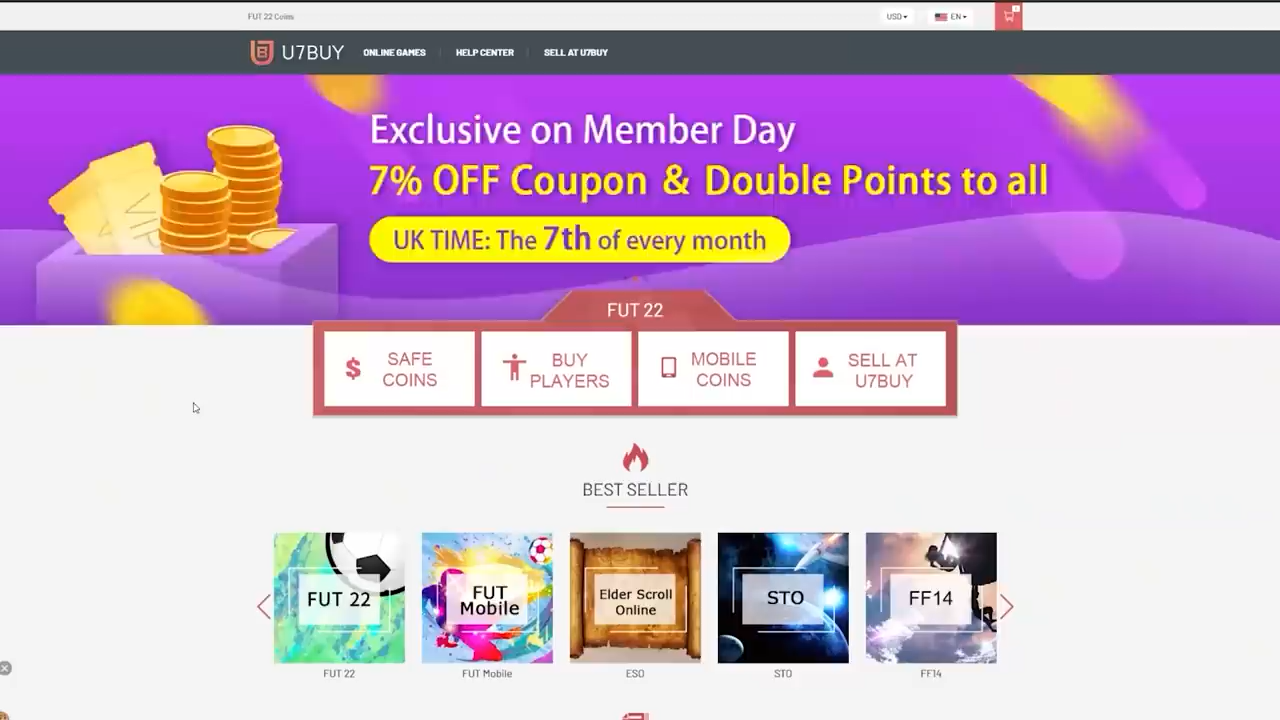 FUT 22 Coins
USD
EN
U7BUY
ONLINE GAMES
HELP CENTER
SELL AT U7BUY
Exclusive on Member Day
7% OFF Coupon & Double Points to all
UK TIME: The 7th of every month
VIP
FUT 22
SAFE
COINS
BUY
PLAYERS
MOBILE
COINS
SELL AT
U7BUY
BEST SELLER
FUT 22
FUT
Mobile
Elder Scroll
Online
STO
FF14
FUT 22
FUT Mobile
ESO
STO
FF14